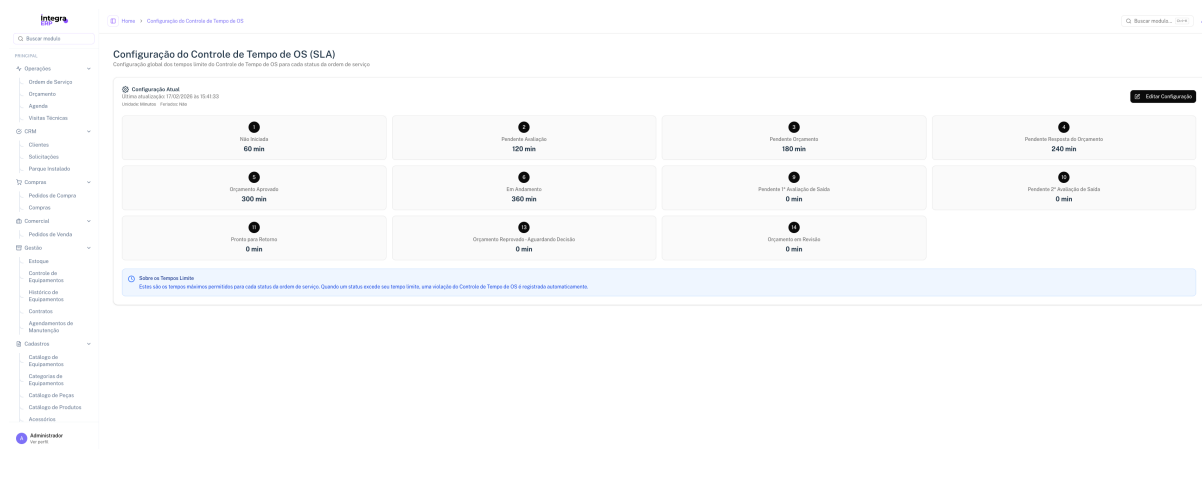 integra
ERP
Buscar modulo
PRINCIPAL
Operações
Ordem de Serviço
Orçamento
Agenda
Visitas Técnicas
CRM
Clientes
Solicitações
Parque Instalado
Compras
Pedidos de Compra
Compras
Comercial
Pedidos de Venda
Gestão
Estoque
Controle de
Equipamentos
Histórico de
Equipamentos
Contratos
Agendamentos de
Manutenção
Cadastros
Catálogo de
Equipamentos
Categorias de
Equipamentos
Catálogo de Peças
Catálogo de Produtos
Acessórios
A
Administrador
Ver perfil
Home > Configuração do Controle de Tempo de OS
Buscar modulo...
Configuração do Controle de Tempo de OS (SLA)
Configuração global dos tempos limite do Controle de Tempo de OS para cada status da ordem de serviço
Configuração Atual
Última atualização: 17/02/2026 às 15:41:33
Unidade: Minutos Feriados: Não
Editar Configuração
1
Não Iniciada
60 min
2
Pendente Avaliação
120 min
3
Pendente Orçamento
180 min
4
Pendente Resposta do Orçamento
240 min
5
Orçamento Aprovado
300 min
6
Em Andamento
360 min
9
Pendente 1ª Avaliação de Saída
0 min
10
Pendente 2ª Avaliação de Saída
0 min
11
Pronto para Retorno
0 min
13
Orçamento Reprovado - Aguardando Decisão
0 min
14
Orçamento em Revisão
0 min
Sobre os Tempos Limite
Estes são os tempos máximos permitidos para cada status da ordem de serviço. Quando um status excede seu tempo limite, uma violação do Controle de Tempo de OS é registrada automaticamente.